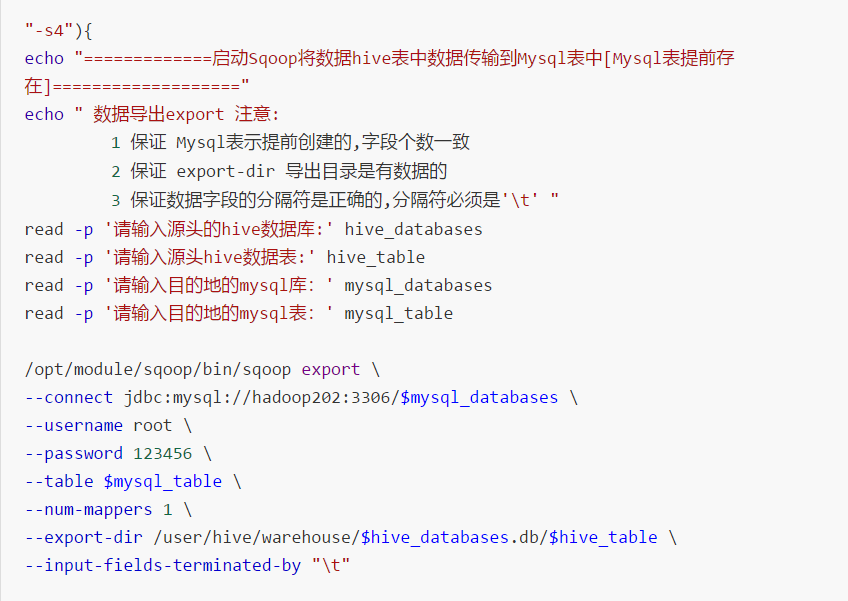 "-s4"){
echo "=============启动Sqoop将数据hive表中数据传输到Mysql表中[Mysql表提前存
在]==================="
echo " 数据导出export 注意:
1 保证 Mysql表示提前创建的,字段个数一致
2 保证 export-dir 导出目录是有数据的
3 保证数据字段的分隔符是正确的,分隔符必须是'\t' "
read -p '请输入源头的hive数据库:' hive_databases
read -p '请输入源头hive数据表:' hive_table
read -p '请输入目的地的mysql库: ' mysql_databases
read -p '请输入目的地的mysql表: ' mysql_table
/opt/module/sqoop/bin/sqoop export \
--connect jdbc:mysql://hadoop202:3306/$mysql_databases \
--username root \
--password 123456 \
--table $mysql_table \
--num-mappers 1 \
--export-dir /user/hive/warehouse/$hive_databases.db/$hive_table \
--input-fields-terminated-by "\t"